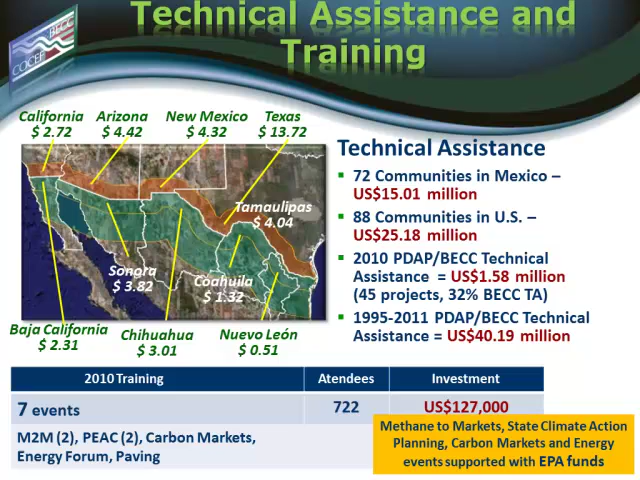 Technical Assistance and
Training
BECC
COCEF
California
$ 2.72
Arizona
$ 4.42
New Mexico
$ 4.32
Texas
$ 13.72
Tamaulipas
$ 4.04
Sonora
$ 3.82
Coahuila
$ 1.32
Baja California
$ 2.31
Chihuahua
$ 3.01
Nuevo León
$ 0.51
Technical Assistance
72 Communities in Mexico –
US$15.01 million
88 Communities in U.S. –
US$25.18 million
2010 PDAP/BECC Technical
Assistance = US$1.58 million
(45 projects, 32% BECC TA)
1995-2011 PDAP/BECC Technical
Assistance = US$40.19 million
2010 Training Atendees Investment
7 events 722 US$127,000
M2M (2), PEAC (2), Carbon Markets,
Energy Forum, Paving
Methane to Markets, State Climate Action
Planning, Carbon Markets and Energy
events supported with EPA funds